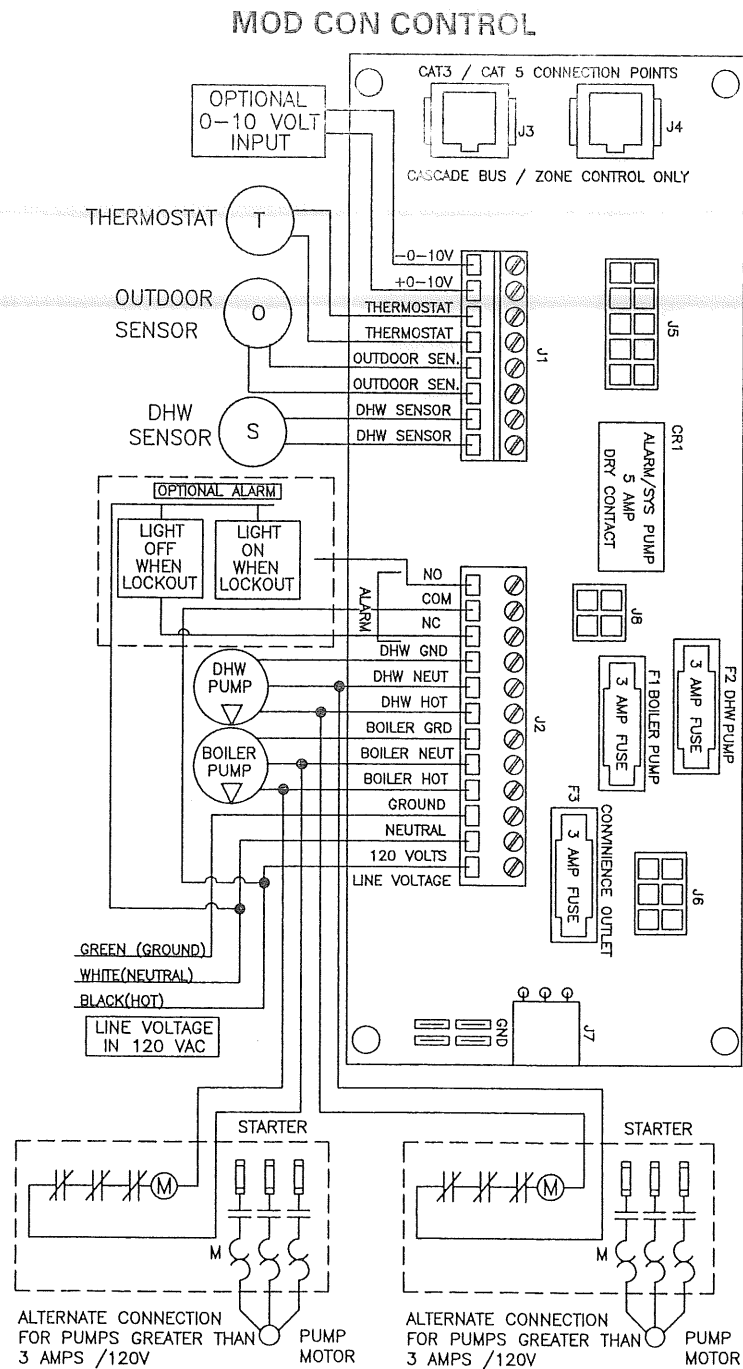 MOD CON CONTROL
CAT3 / CAT 5 CONNECTION POINTS
J3
J4
CASCADE BUS / ZONE CONTROL ONLY
OPTIONAL
0-10 VOLT
INPUT
THERMOSTAT
T
OUTDOOR
SENSOR
O
DHW
SENSOR
S
-0-10V
+0-10V
THERMOSTAT
THERMOSTAT
OUTDOOR SEN.
OUTDOOR SEN.
DHW SENSOR
DHW SENSOR
J1
J5
CR1
ALARM/SYS PUMP
5 AMP
DRY CONTACT
OPTIONAL ALARM
LIGHT
OFF
WHEN
LOCKOUT
LIGHT
ON
WHEN
LOCKOUT
ALARM
NO
COM
NC
DHW GND
DHW NEUT
DHW HOT
BOILER GRD
BOILER NEUT
BOILER HOT
GROUND
NEUTRAL
120 VOLTS
LINE VOLTAGE
J2
J8
DHW
PUMP
BOILER
PUMP
F1 BOILER PUMP
3 AMP FUSE
F2 DHW PUMP
3 AMP FUSE
F3
CONVINIENCE OUTLET
3 AMP FUSE
J6
GREEN (GROUND)
WHITE(NEUTRAL)
BLACK(HOT)
LINE VOLTAGE
IN 120 VAC
GND
J7
STARTER
M
M
ALTERNATE CONNECTION
FOR PUMPS GREATER THAN
3 AMPS /120V
PUMP
MOTOR
STARTER
M
M
ALTERNATE CONNECTION
FOR PUMPS GREATER THAN
3 AMPS /120V
PUMP
MOTOR